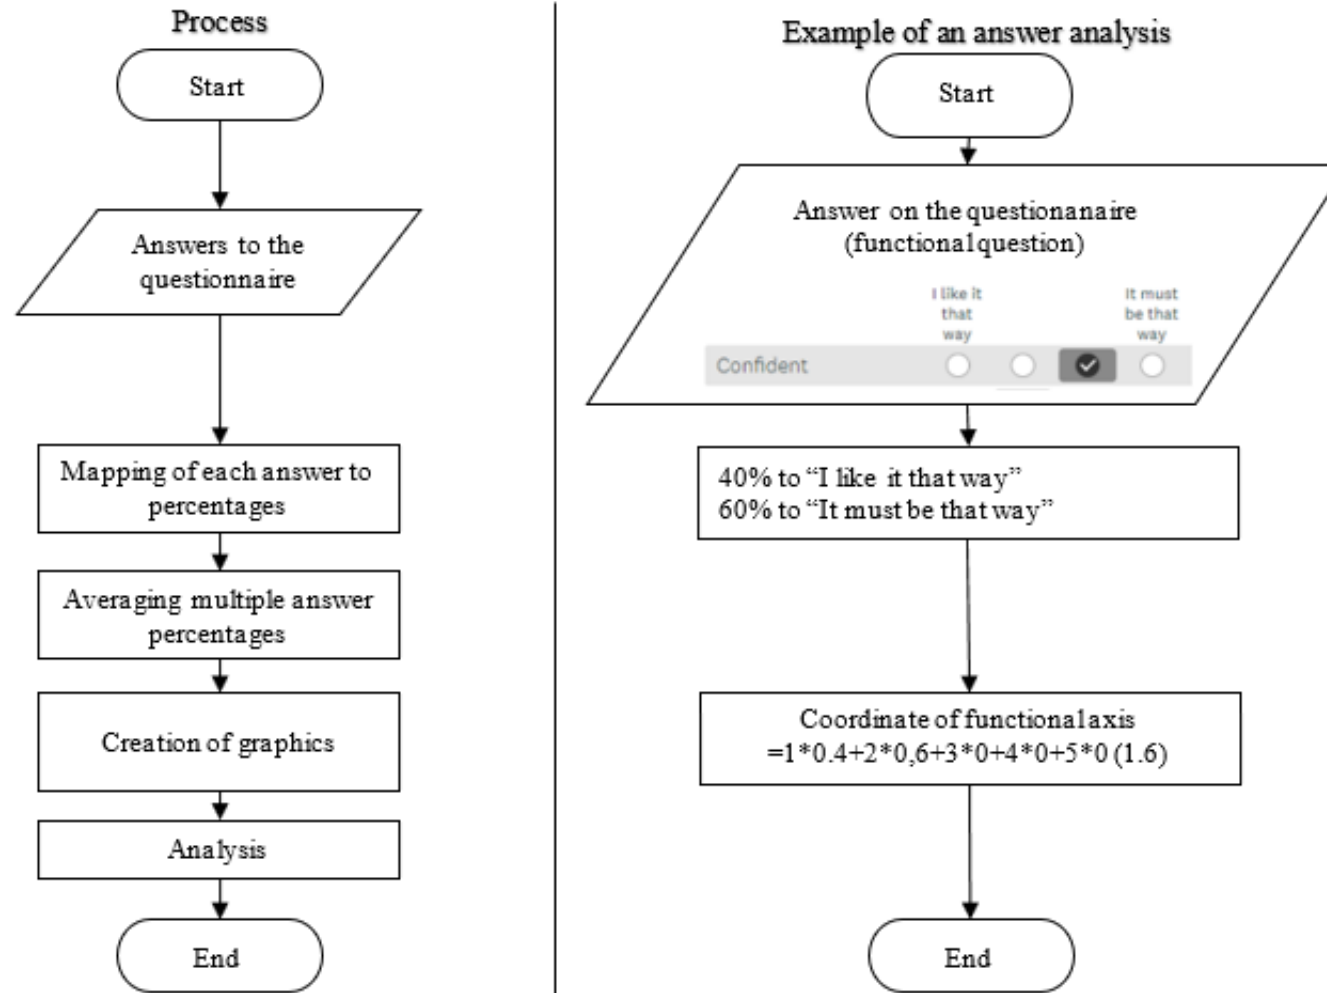 Process
Start
Answers to the
questionnaire
Mapping of each answer to
percentages
Averaging multiple answer
percentages
Creation of graphics
Analysis
End
Example of an answer analysis
Start
Answer on the questionanaire
(functional question)
I like it
that
way
It must
be that
way
Confident
40% to “I like it that way”
60% to “It must be that way”
Coordinate of functional axis
=1*0.4+2*0,6+3*0+4*0+5*0 (1.6)
End